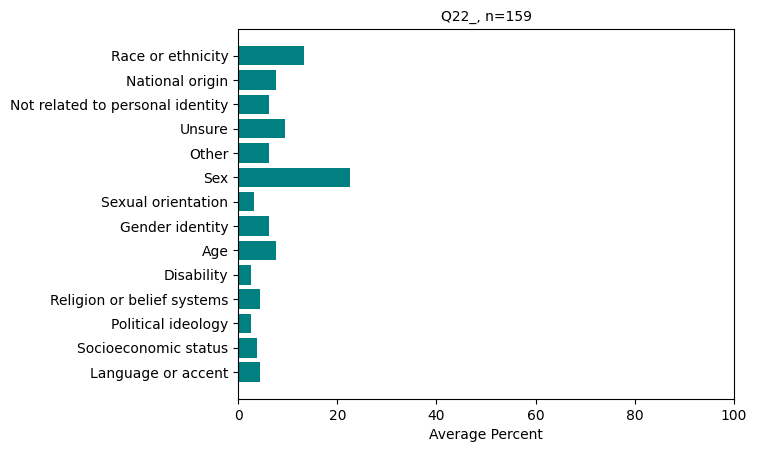 Q22_, n=159
Race or ethnicity
National origin
Not related to personal identity
Unsure
Other
Sex
Sexual orientation
Gender identity
Age
Disability
Religion or belief systems
Political ideology
Socioeconomic status
Language or accent
0 20 40 60 80 100
Average Percent